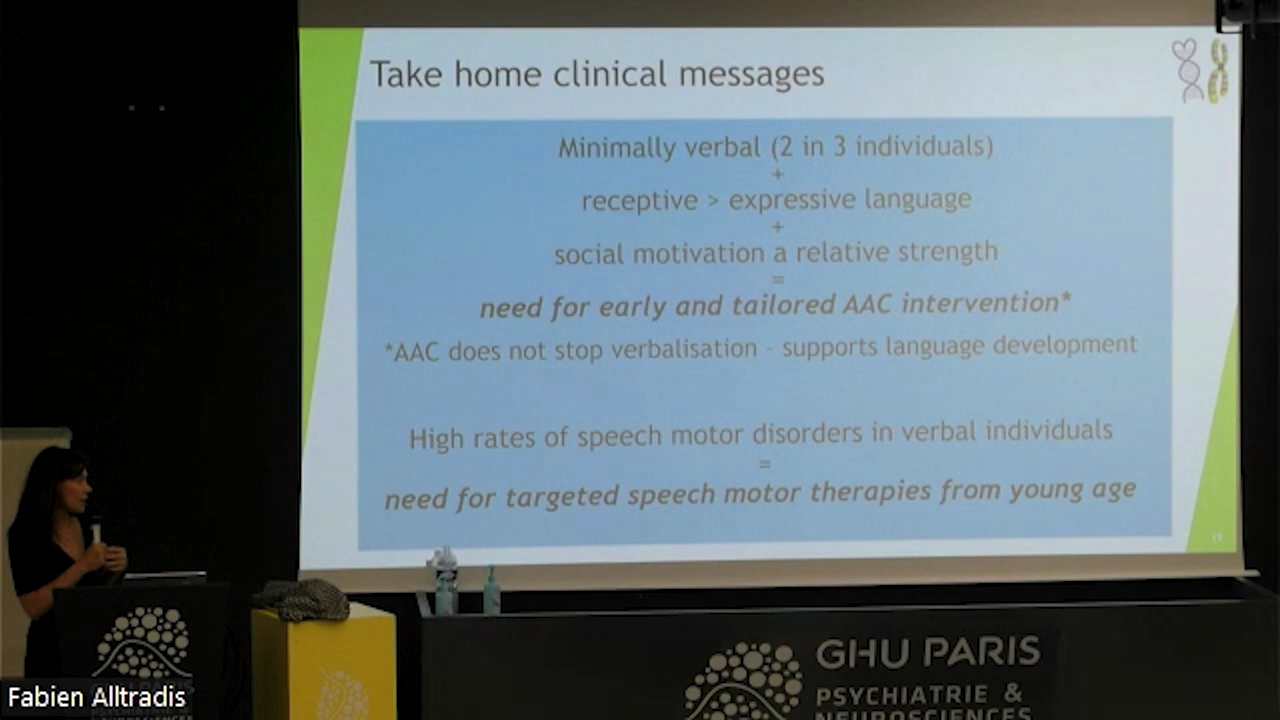 Take home clinical messages
Minimally verbal (2 in 3 individuals)
+
receptive > expressive language
+
social motivation a relative strength
=
need for early and tailored AAC intervention*
*AAC does not stop verbalisation – supports language development
High rates of speech motor disorders in verbal individuals
=
need for targeted speech motor therapies from young age
GHU PARIS
PSYCHIATRIE &
NEUROSCIENCES
Fabien Alltradis